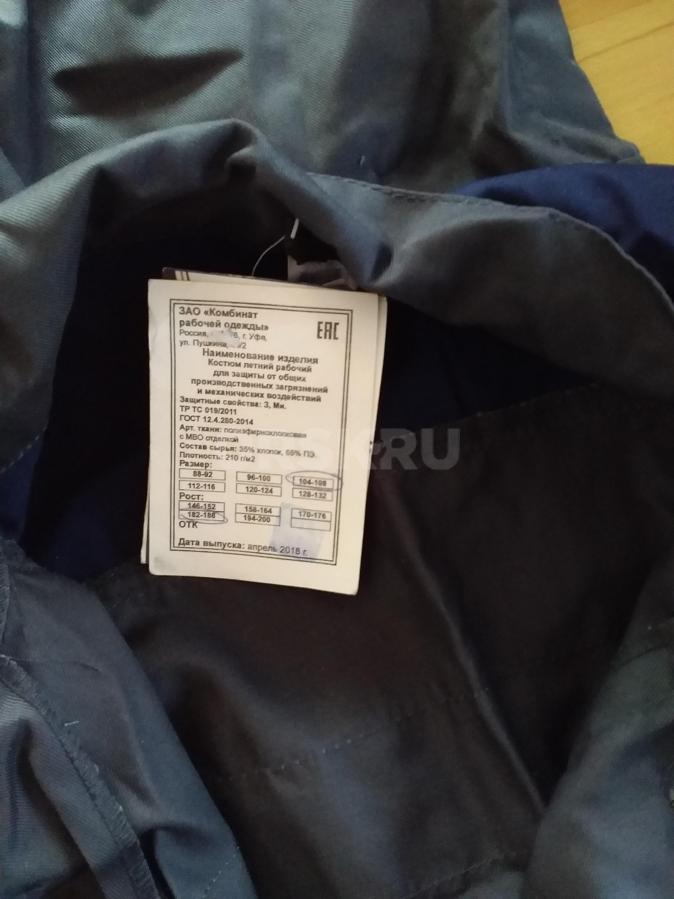 ЗАО «Комбинат
рабочей одежды»
ЕАС
Россия, г. Уфа,
ул. Пушкина,
Наименование изделия
Костюм летний рабочий
для защиты от общих
производственных загрязнений
и механических воздействий
Защитные свойства: З, Ми.
ТР ТС 019/2011
ГОСТ 12.4.280-2014
Арт. ткани: полиэфирнохлопковая
с МВО отделкой
Состав сырья: 35% хлопок, 65% ПЭ.
Плотность: 210 г/м2
Размер:
88-92 96-100 104-108
112-116 120-124 128-132
Рост:
146-152 158-164 170-176
182-188 194-200
ОТК
Дата выпуска: апрель 2018 г.